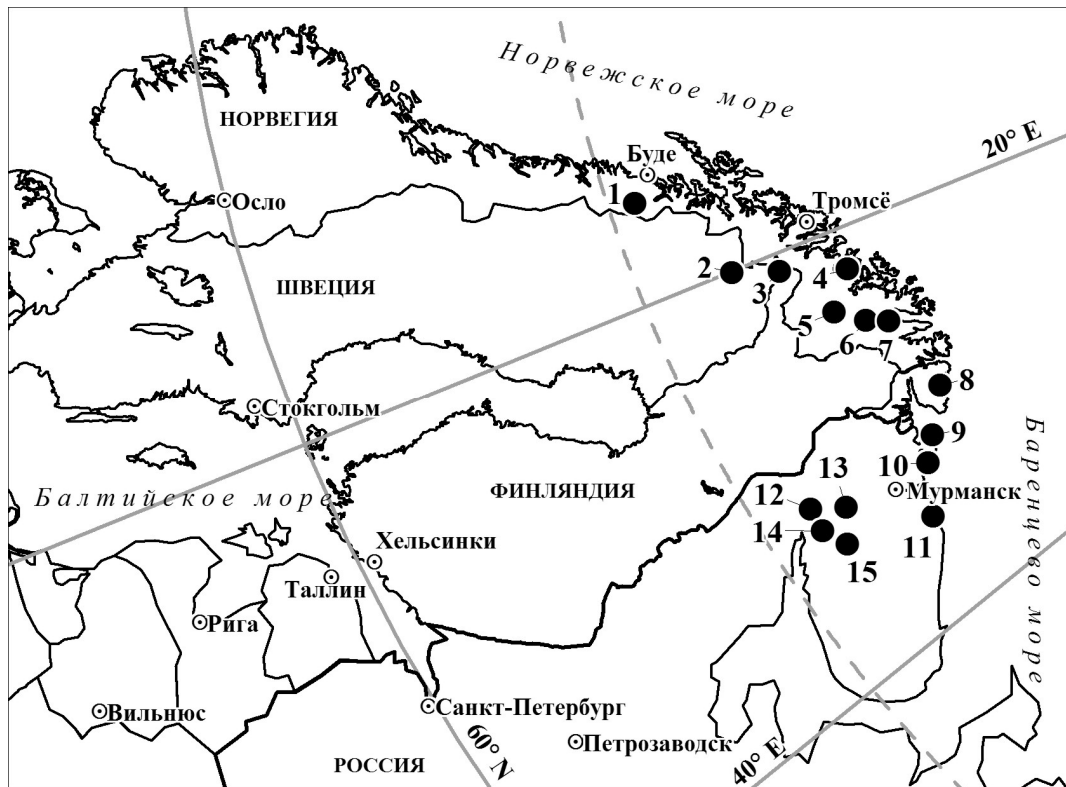 Норвежское море
НОРВЕГИЯ
Буде
20° E
1
Осло
Тромсё
2
3
4
ШВЕЦИЯ
5
6
7
8
Стокгольм
9
Баренцево море
10
13
ФИНЛЯНДИЯ
Мурманск
Балтийское море
12
14
11
Хельсинки
15
Таллин
Рига
Санкт-Петербург
Вильнюс
60° N
Петрозаводск
40° E
РОССИЯ